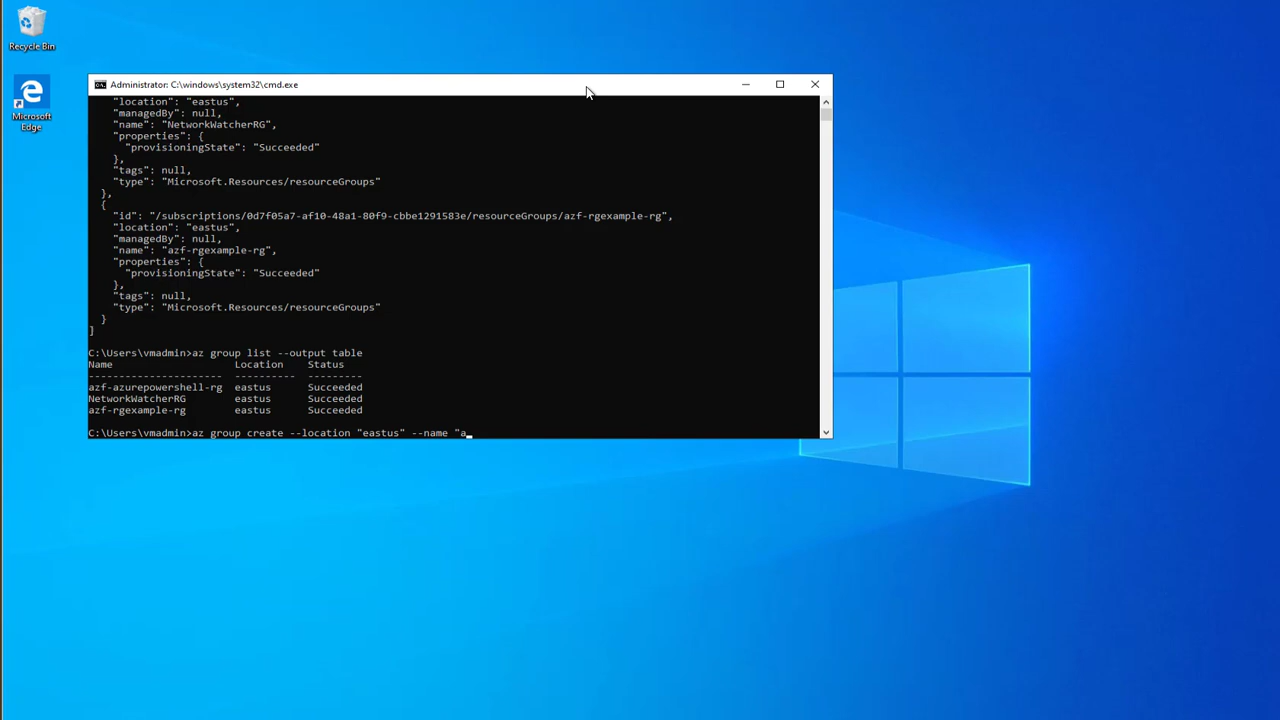 Recycle Bin
Microsoft
Edge
Administrator: C:\windows\system32\cmd.exe
"location": "eastus",
"managedBy": null,
"name": "NetworkWatcherRG",
"properties": {
"provisioningState": "Succeeded"
},
"tags": null,
"type": "Microsoft.Resources/resourceGroups"
},
{
"id": "/subscriptions/0d7f05a7-af10-48a1-80f9-cbbe1291583e/resourceGroups/azf-rgexample-rg",
"location": "eastus",
"managedBy": null,
"name": "azf-rgexample-rg",
"properties": {
"provisioningState": "Succeeded"
},
"tags": null,
"type": "Microsoft.Resources/resourceGroups"
}
]
C:\Users\vmadmin>az group list --output table
Name Location Status
---------------------- ---------- ---------
azf-azurepowershell-rg eastus Succeeded
NetworkWatcherRG eastus Succeeded
azf-rgexample-rg eastus Succeeded
C:\Users\vmadmin>az group create --location "eastus" --name "a_